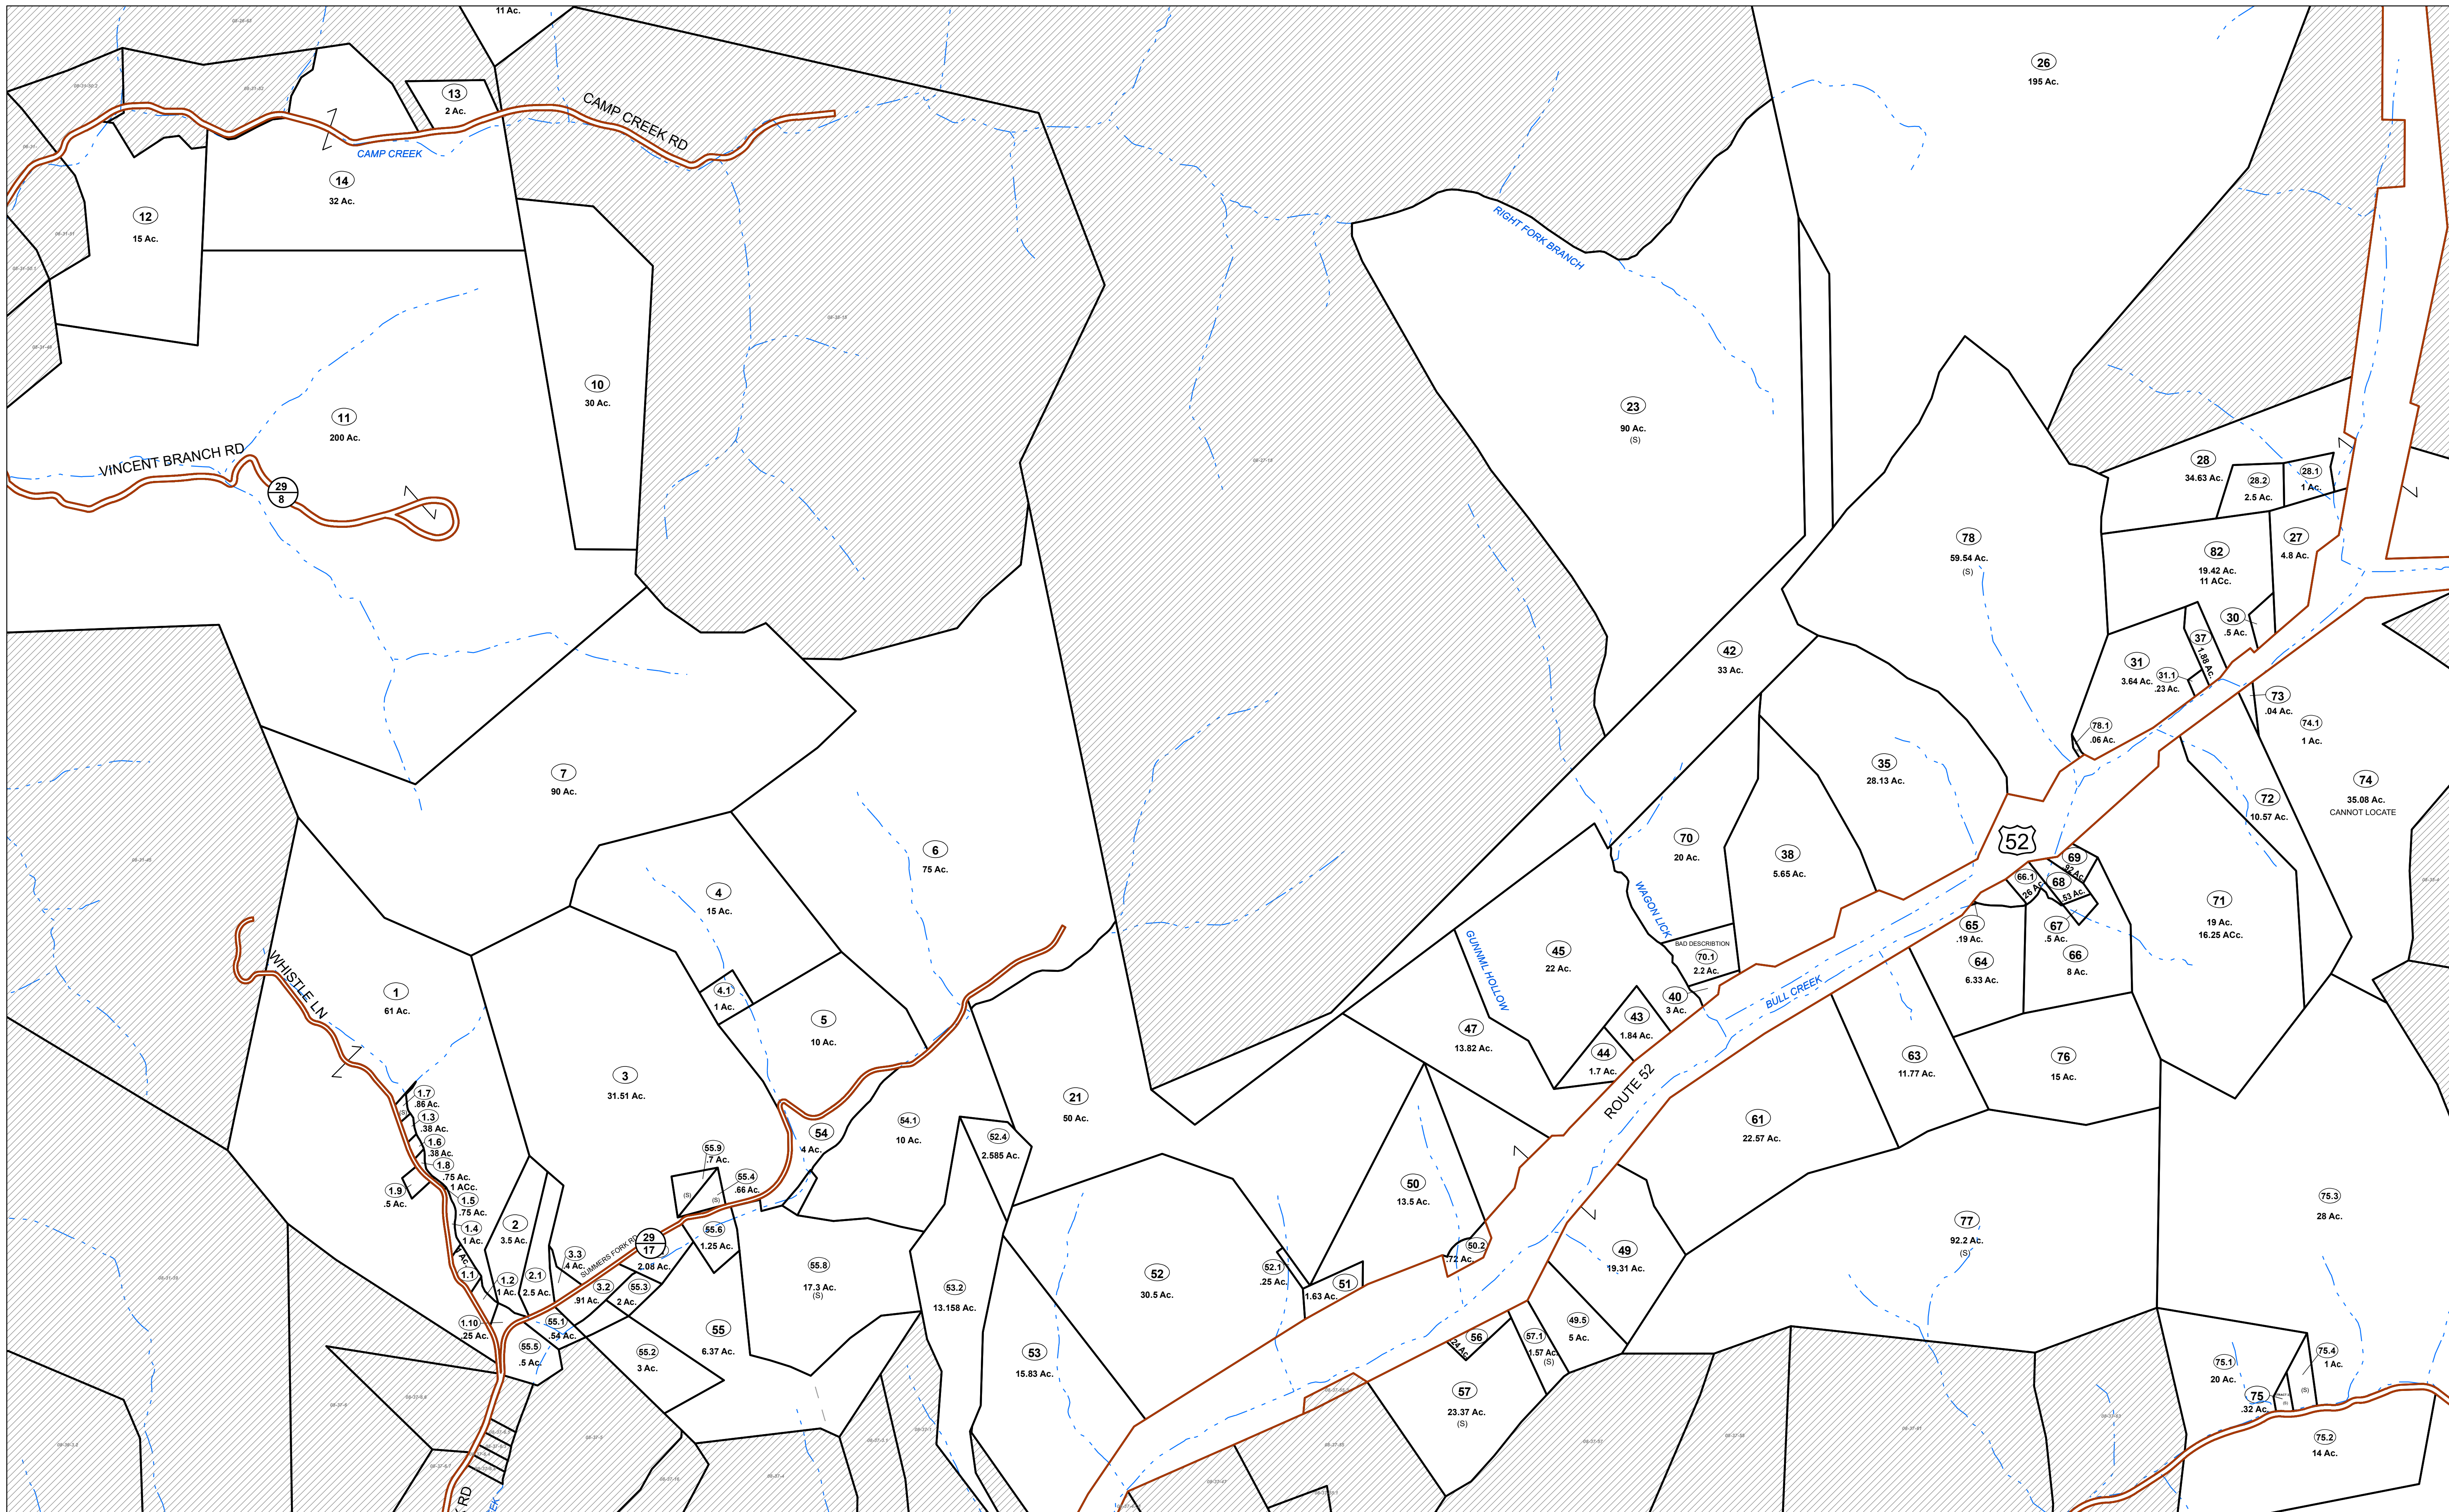 11 Ac.
08-31-52
13
2 Ac.
CAMP CREEK RD
CAMP CREEK
14
32 Ac.
12
15 Ac.
08-31-51
26
195 Ac.
RIGHT FORK BRANCH
10
30 Ac.
11
200 Ac.
VINCENT BRANCH RD
29
8
23
90 Ac.
(S)
28
34.63 Ac.
28.2
2.5 Ac.
28.1
1 Ac.
27
4.8 Ac.
82
19.42 Ac.
11 ACc.
78
59.54 Ac.
(S)
30
.5 Ac.
37
1.88 Ac.
31
3.64 Ac.
31.1
.23 Ac.
73
.04 Ac.
74.1
1 Ac.
78.1
.06 Ac.
42
33 Ac.
7
90 Ac.
35
28.13 Ac.
74
35.08 Ac.
CANNOT LOCATE
72
10.57 Ac.
52
6
75 Ac.
70
20 Ac.
38
5.65 Ac.
4
15 Ac.
69
.92 Ac.
66.1
.26 Ac.
68
.53 Ac.
67
.5 Ac.
65
.19 Ac.
71
19 Ac.
16.25 ACc.
WAGON LICK
GUNNML HOLLOW
45
22 Ac.
BAD DESCRIBTION
70.1
2.2 Ac.
40
3 Ac.
BULL CREEK
64
6.33 Ac.
66
8 Ac.
WHISTLE LN
1
61 Ac.
4.1
1 Ac.
5
10 Ac.
47
13.82 Ac.
43
1.84 Ac.
44
1.7 Ac.
63
11.77 Ac.
76
15 Ac.
3
31.51 Ac.
ROUTE 52
61
22.57 Ac.
21
50 Ac.
54.1
10 Ac.
54
4 Ac.
52.4
2.585 Ac.
1.7
.86 Ac.
(S)
1.3
.38 Ac.
1.6
.38 Ac.
1.8
.75 Ac.
1 ACc.
1.9
.5 Ac.
1.5
.75 Ac.
1.4
1 Ac.
1.1
1.2
1 Ac.
1.10
.25 Ac.
2
3.5 Ac.
2.1
2.5 Ac.
3.3
.4 Ac.
3.2
.91 Ac.
SUMMERS FORK RD
29
17
2.08 Ac.
55.9
.7 Ac.
(S)
55.4
.66 Ac.
(S)
55.6
1.25 Ac.
55.3
2 Ac.
55.1
.54 Ac.
55.5
.5 Ac.
55.2
3 Ac.
55
6.37 Ac.
55.8
17.3 Ac.
(S)
53.2
13.158 Ac.
53
15.83 Ac.
52
30.5 Ac.
52.1
.25 Ac.
51
1.63 Ac.
50
13.5 Ac.
50.2
.72 Ac.
49
19.31 Ac.
49.5
5 Ac.
56
.24 Ac.
57.1
1.57 Ac.
(S)
57
23.37 Ac.
(S)
77
92.2 Ac.
(S)
75.3
28 Ac.
75.1
20 Ac.
75
.32 Ac.
75.4
1 Ac.
(S)
75.2
14 Ac.